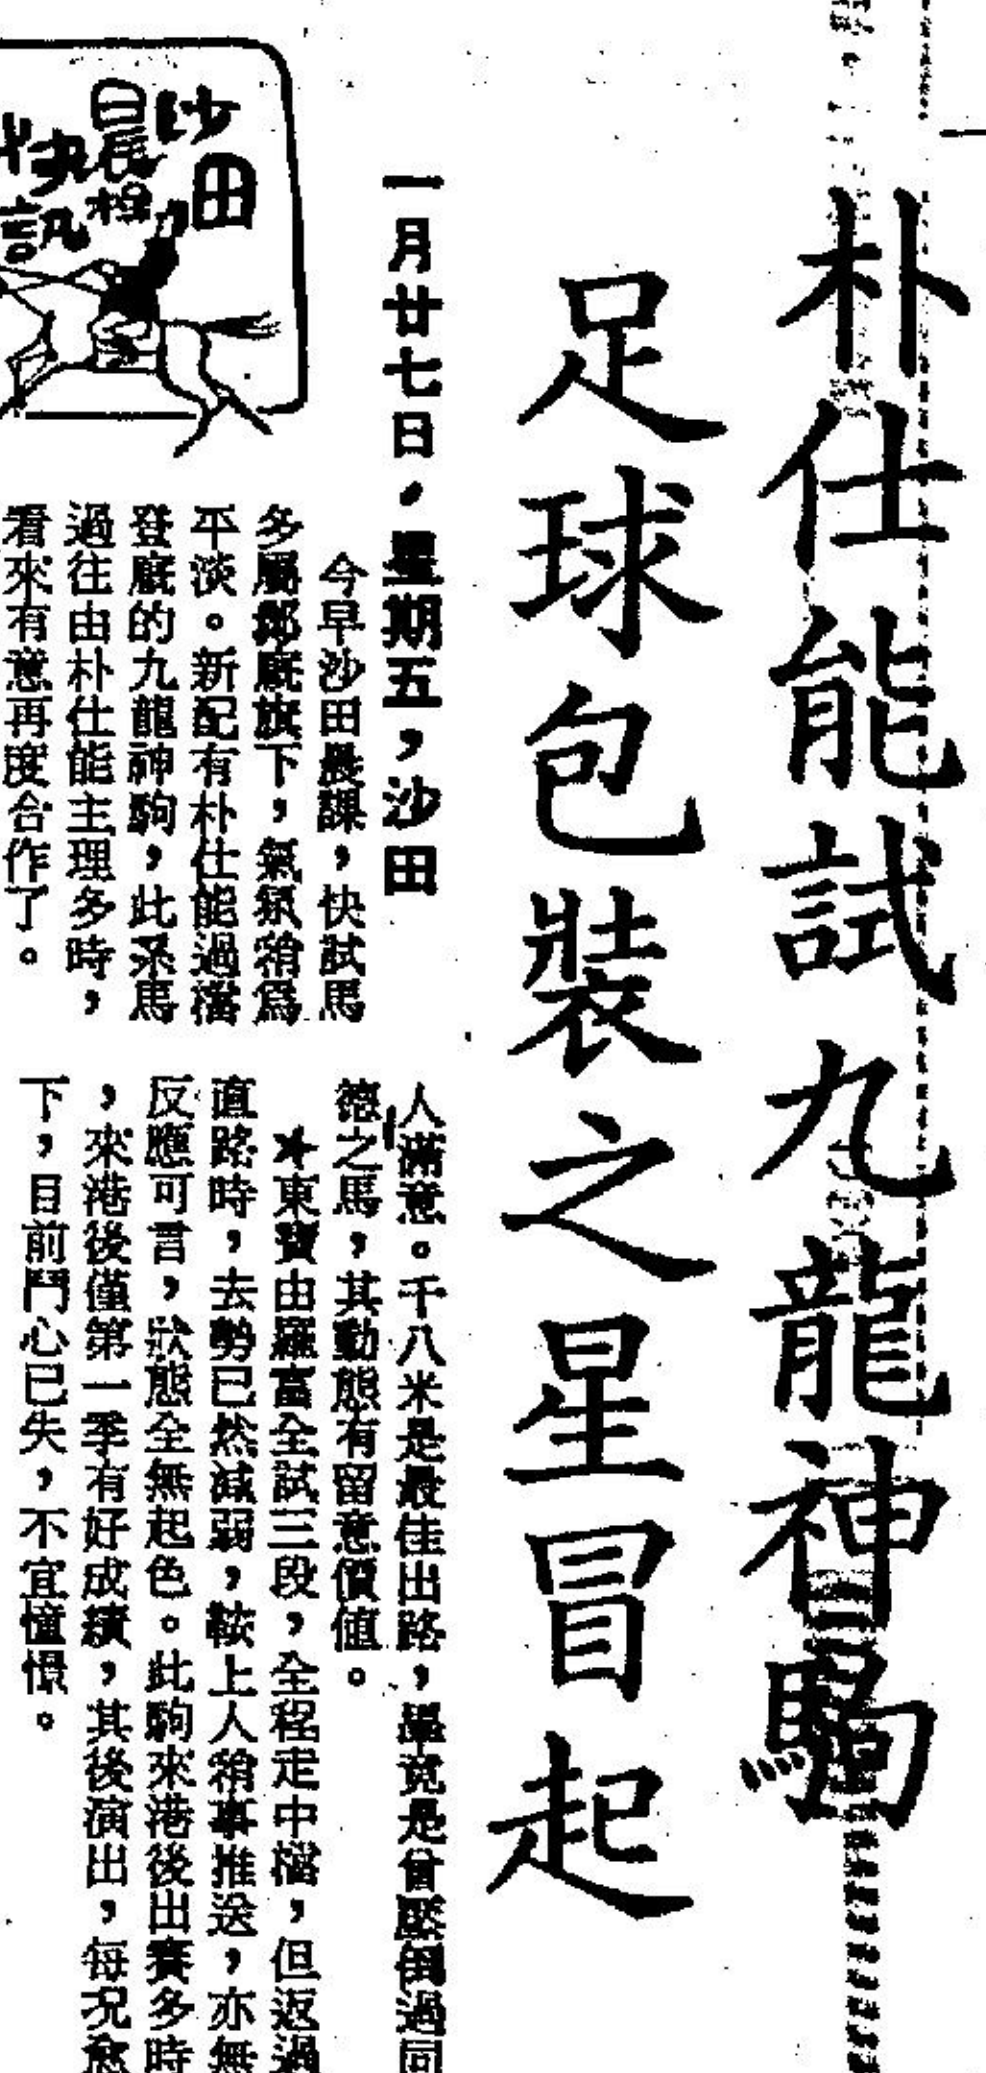 朴仕能試九龍神駒
足球包裝之星冒起
一月廿七日，星期五，沙田
沙田
晨操
快訊
今早沙田晨課，快試馬
多屬鄭廐旗下，氣氛稍爲
平淡。新配有朴仕能過檔
登廐的九龍神駒，此系馬
過往由朴仕能主理多時，
看來有意再度合作了。
人滿意。千八米是最佳出路，畢竟是曾壓倒過同
德之馬，其動態有留意價值。
★東寶由羅富全試三段，全程走中檔，但返過
直路時，去勢已然減弱，鞍上人稍事推送，亦無
反應可言，狀態全無起色。此駒來港後出賽多時
，來港後僅第一季有好成績，其後演出，每况愈
下，目前鬥心已失，不宜憧憬。